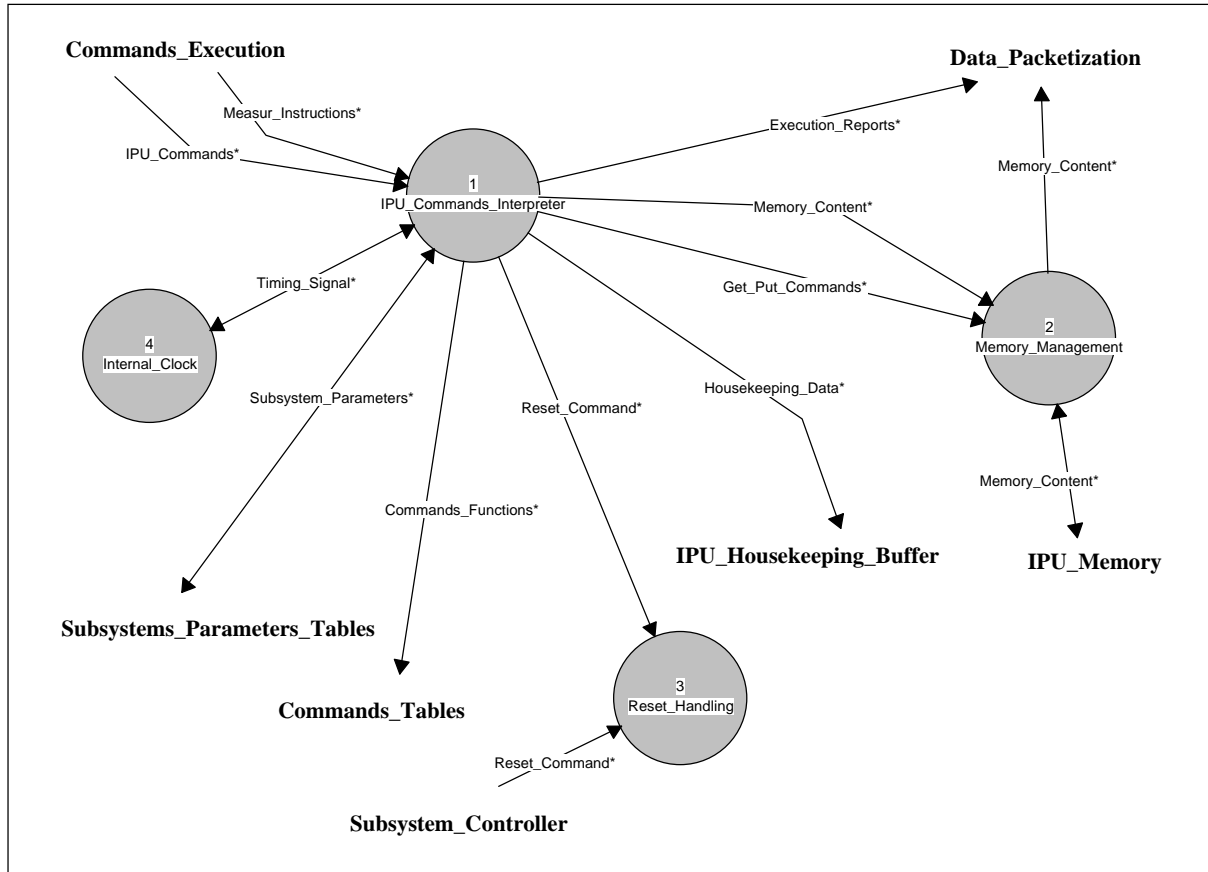 Commands_Execution
Data_Packetization
Measur_Instructions*
Execution_Reports*
IPU_Commands*
Memory_Content*
1
IPU_Commands_Interpreter
Memory_Content*
Timing_Signal*
Get_Put_Commands*
2
Memory_Management
4
Internal_Clock
Housekeeping_Data*
Subsystem_Parameters*
Reset_Command*
Memory_Content*
Commands_Functions*
IPU_Housekeeping_Buffer
IPU_Memory
Subsystems_Parameters_Tables
3
Reset_Handling
Commands_Tables
Reset_Command*
Subsystem_Controller